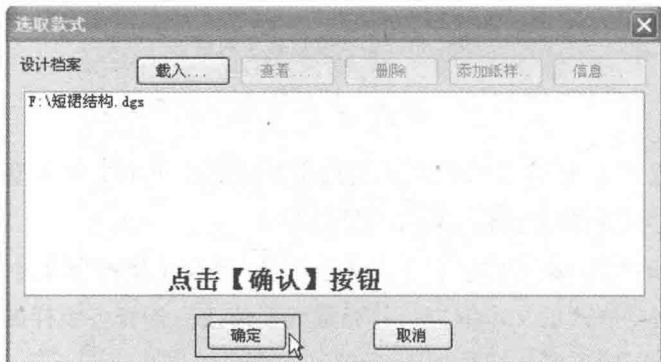 选取款式
设计档案 载入... 查看... 删除 添加纸样.. 信息...
F:\短裙结构.dgs
点击【确认】按钮
确定 取消